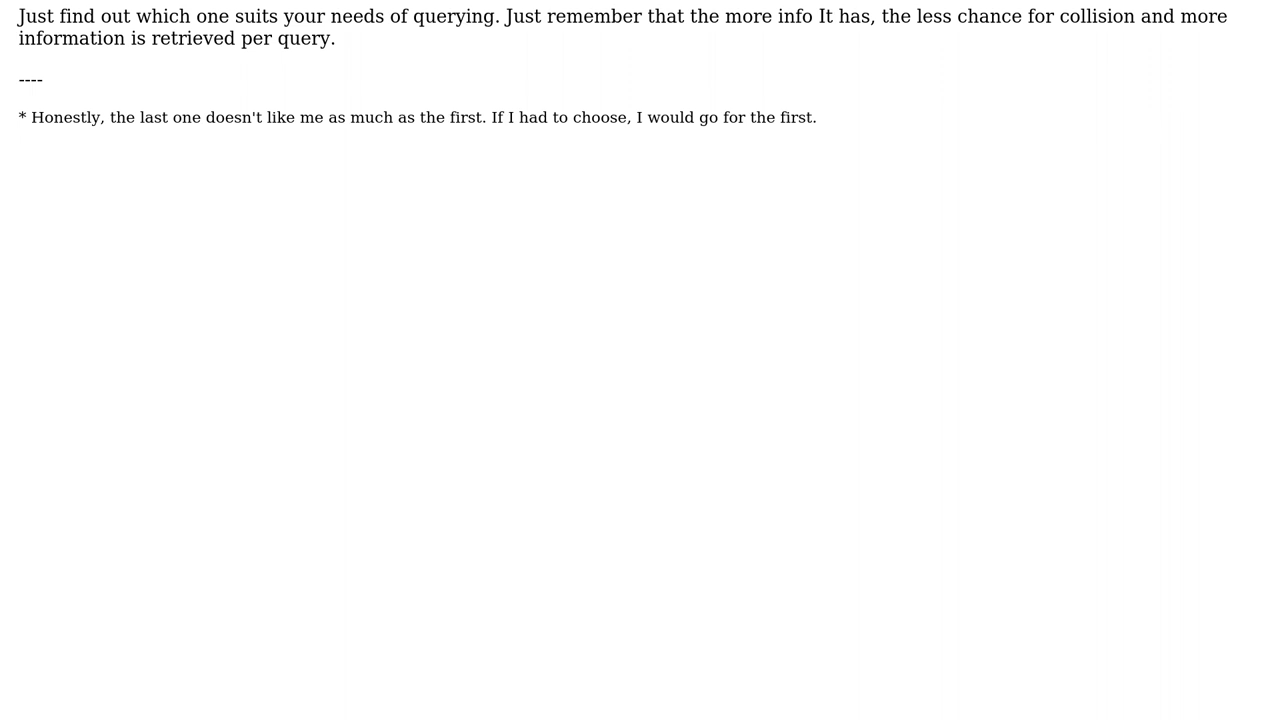 Just find out which one suits your needs of querying. Just remember that the more info It has, the less chance for collision and more
information is retrieved per query.
----
* Honestly, the last one doesn't like me as much as the first. If I had to choose, I would go for the first.